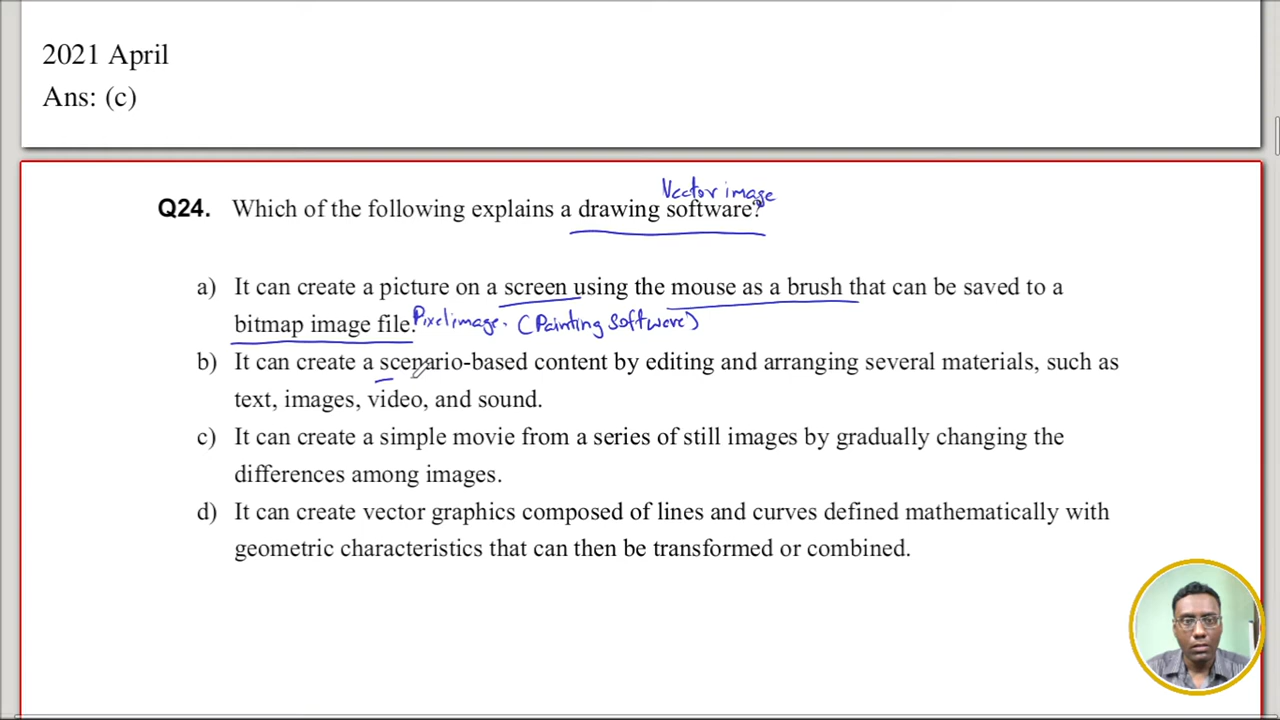 2021 April
Ans: (c)
Vector image
Q24. Which of the following explains a drawing software?
a) It can create a picture on a screen using the mouse as a brush that can be saved to a
bitmap image file. Pixel image. (Painting Software)
b) It can create a scenario-based content by editing and arranging several materials, such as
text, images, video, and sound.
c) It can create a simple movie from a series of still images by gradually changing the
differences among images.
d) It can create vector graphics composed of lines and curves defined mathematically with
geometric characteristics that can then be transformed or combined.